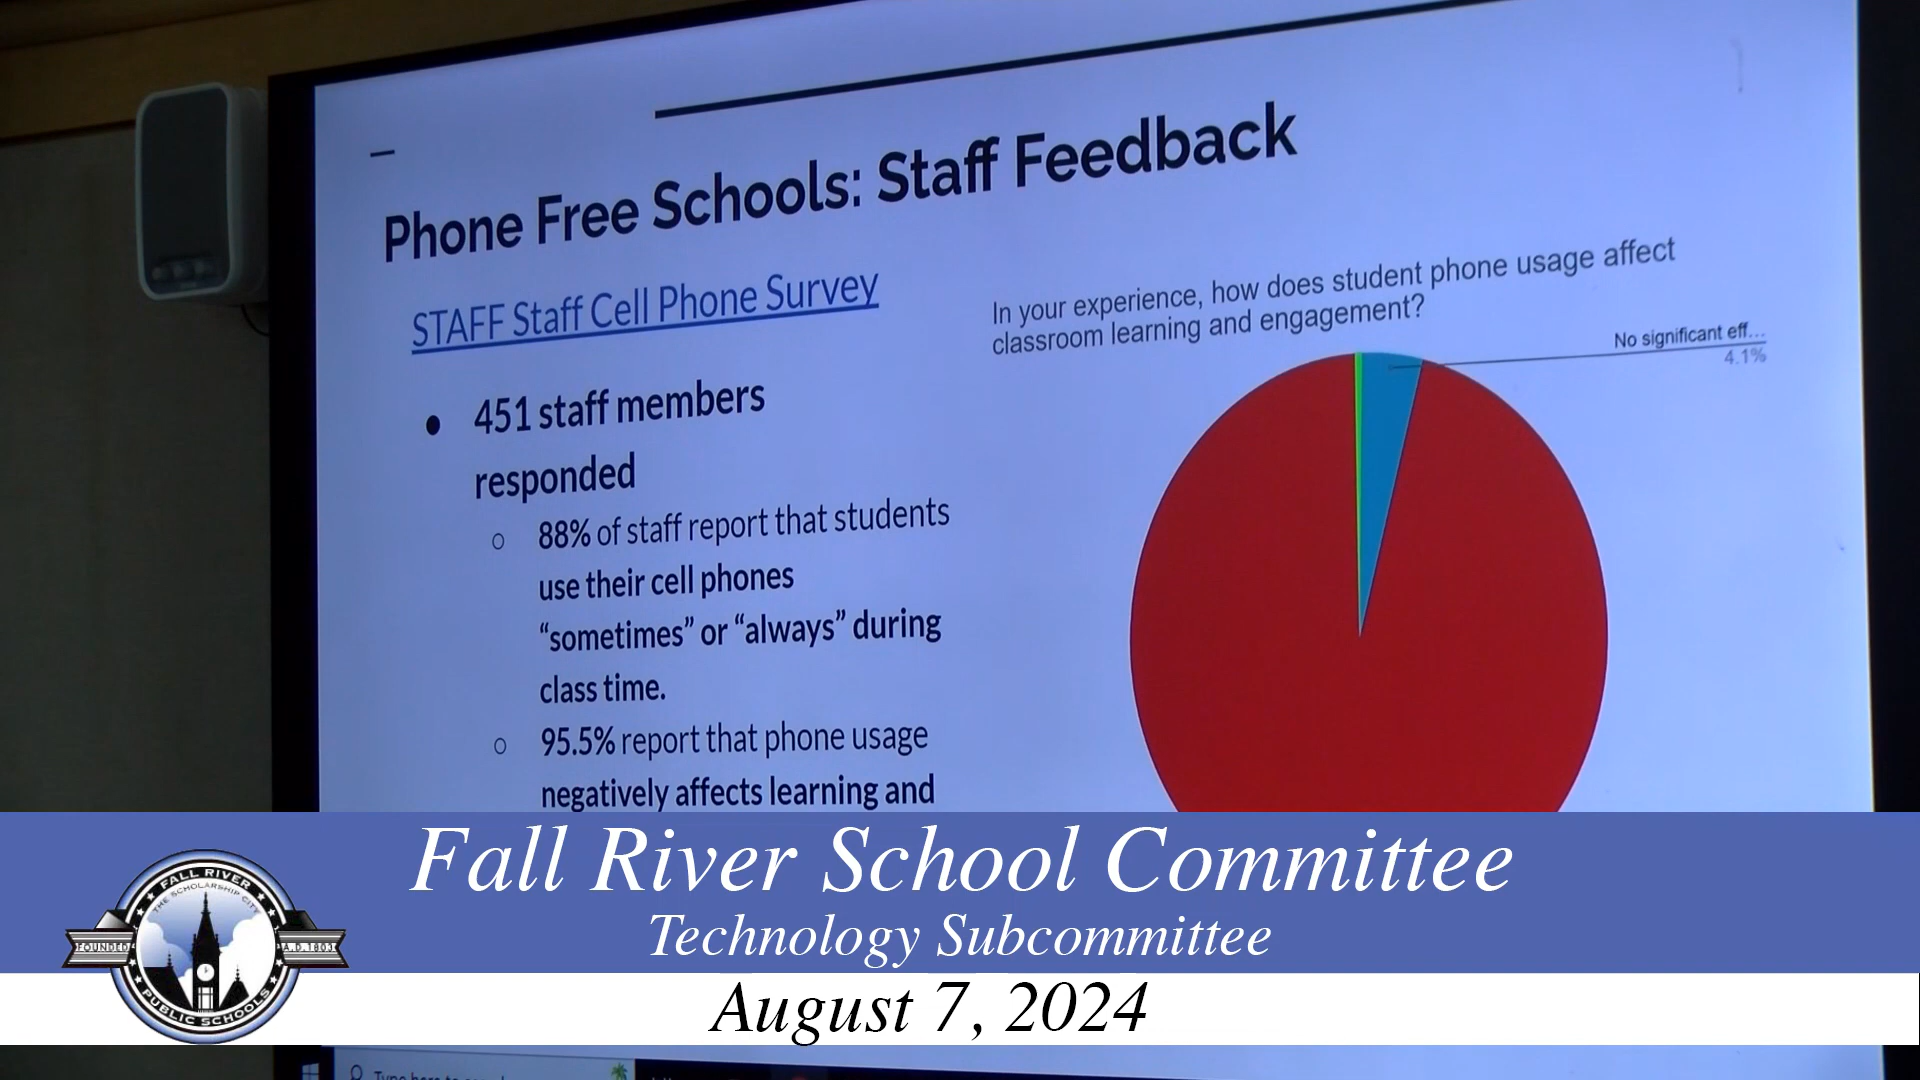 Phone Free Schools: Staff Feedback
STAFF Staff Cell Phone Survey
● 451 staff members
responded
○ 88% of staff report that students
use their cell phones
“sometimes” or “always” during
class time.
○ 95.5% report that phone usage
negatively affects learning and
In your experience, how does student phone usage affect
classroom learning and engagement?
No significant eff...
4.1%
Fall River School Committee
Technology Subcommittee
August 7, 2024
FALL RIVER
THE SCHOLARSHIP CITY
FOUNDED
A.D. 1803
PUBLIC SCHOOLS
Type here to